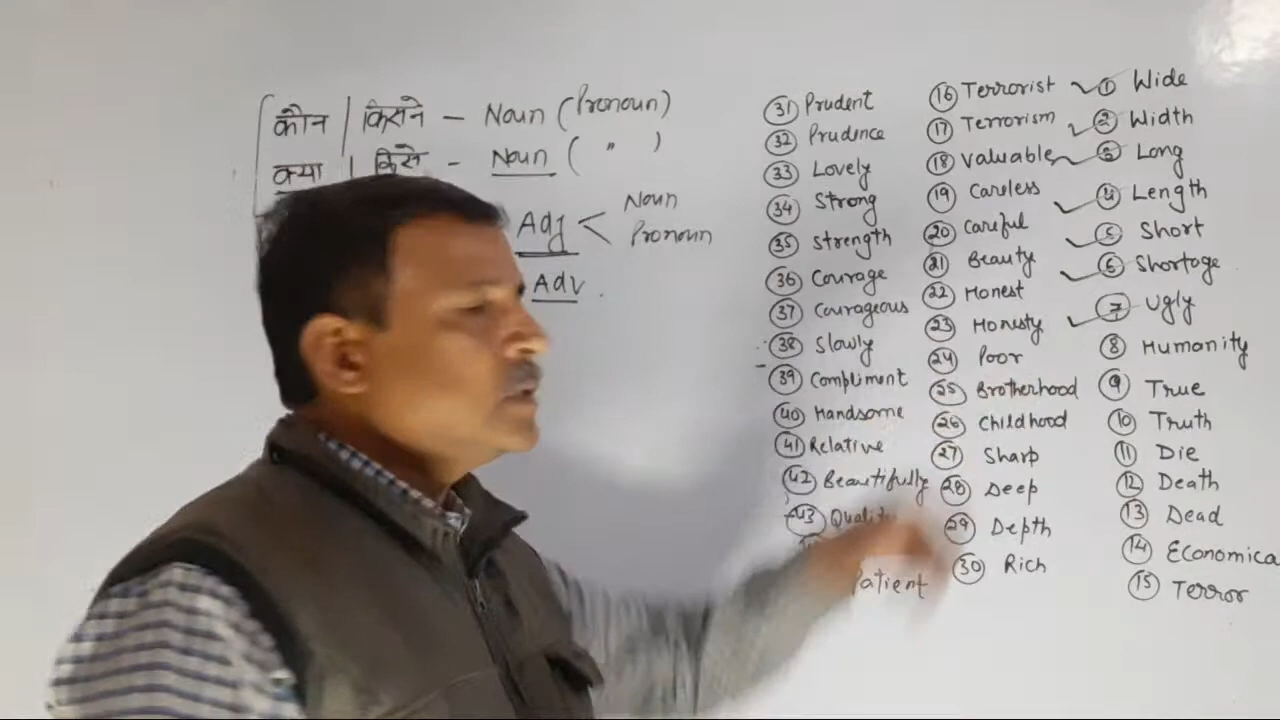 कौन | किसने – Noun (Pronoun)
क्या | किसे - Noun ( " )
Adj < Noun
Pronoun
Adv .
31 Prudent
32 Prudence
33 Lovely
34 Strong
35 Strength
36 Courage
37 Courageous
38 Slowly
39 Compliment
40 Handsome
41 Relative
42 Beautifully
43
Patient
16 Terrorist
17 Terrorism
18 Valuable
19 Careless
20 Careful
21 Beauty
22 Honest
23 Honesty
24 Poor
25 Brotherhood
26 Childhood
27 Sharp
28 Deep
29 Depth
30 Rich
1 Wide
2 Width
3 Long
4 Length
5 Short
6 Shortage
7 Ugly
8 Humanity
9 True
10 Truth
11 Die
12 Death
13 Dead
14 Economica
15 Terror